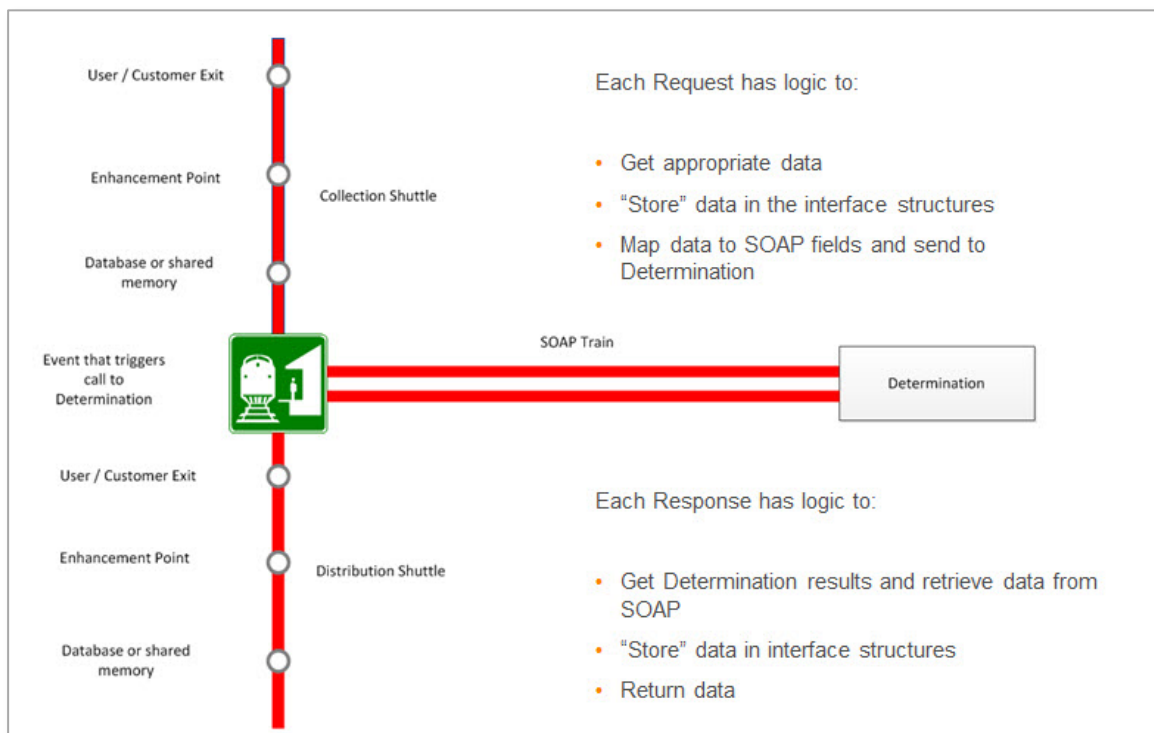 User / Customer Exit
Enhancement Point
Collection Shuttle
Database or shared
memory
Event that triggers
call to
Determination
SOAP Train
Determination
User / Customer Exit
Enhancement Point
Distribution Shuttle
Database or shared
memory
Each Request has logic to:
• Get appropriate data
• “Store” data in the interface structures
• Map data to SOAP fields and send to
Determination
Each Response has logic to:
• Get Determination results and retrieve data from
SOAP
• “Store” data in interface structures
• Return data